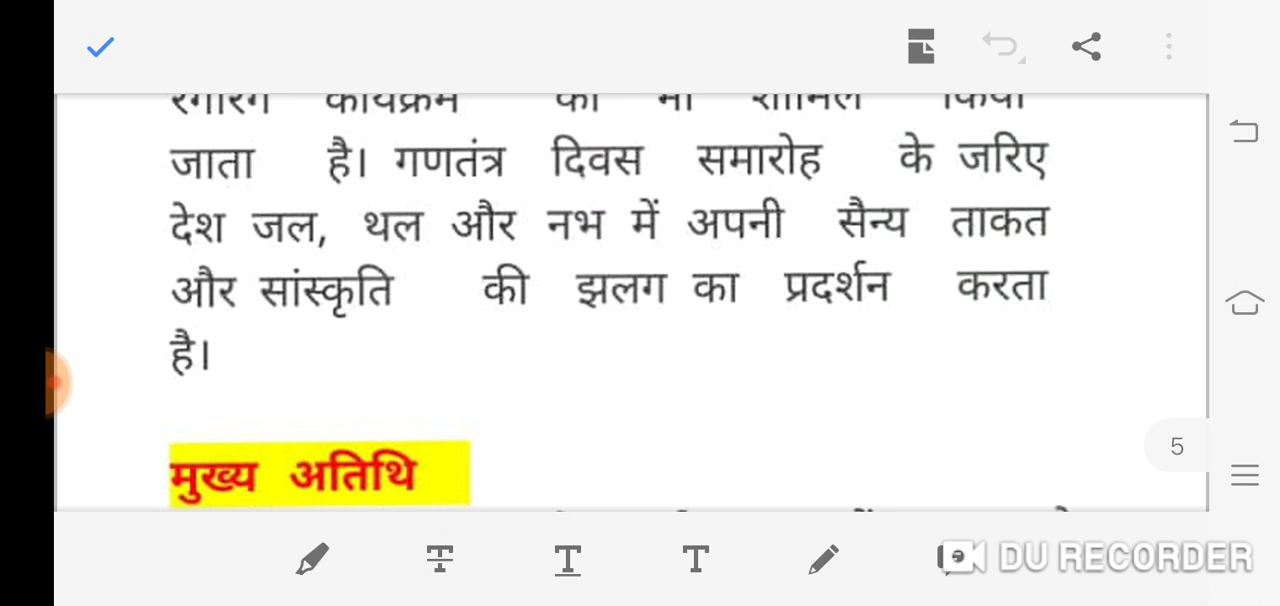 जाता है। गणतंत्र दिवस समारोह के जरिए
देश जल, थल और नभ में अपनी सैन्य ताकत
और सांस्कृति की झलग का प्रदर्शन करता
है।
मुख्य अतिथि
5
T
T
T
DU RECORDER